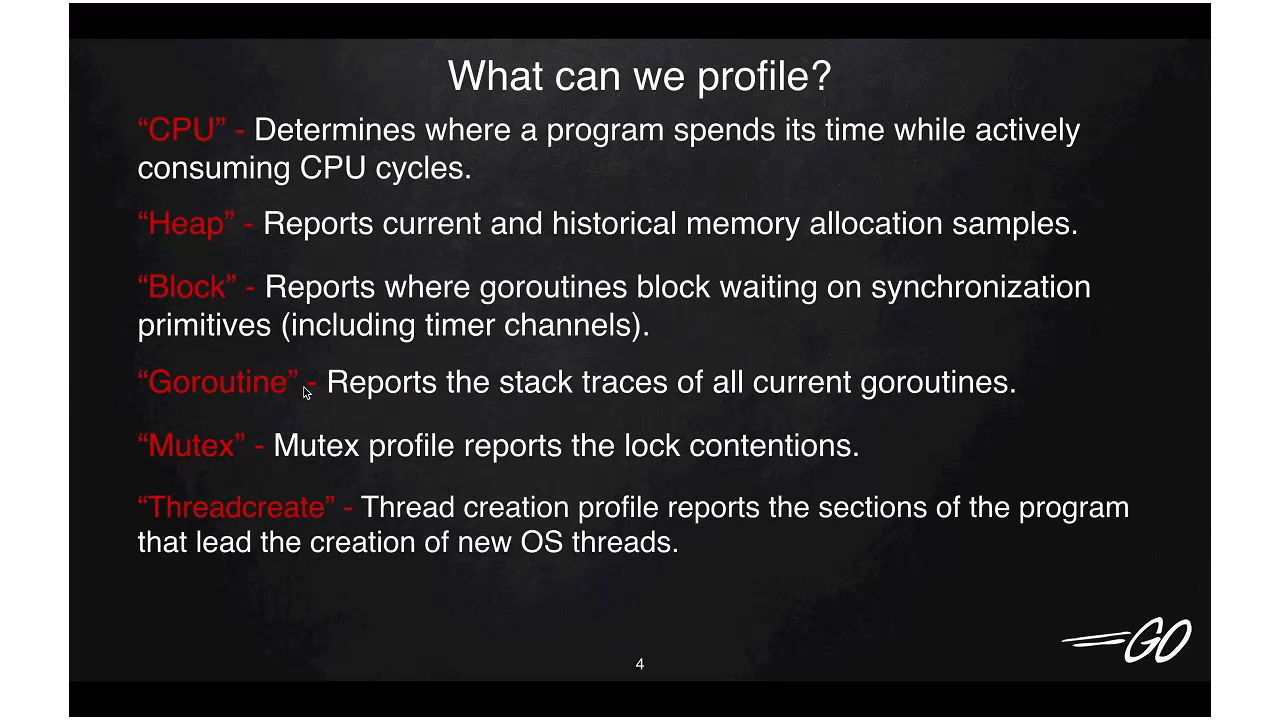 What can we profile?
“CPU” - Determines where a program spends its time while actively
consuming CPU cycles.
“Heap” - Reports current and historical memory allocation samples.
“Block” - Reports where goroutines block waiting on synchronization
primitives (including timer channels).
“Goroutine” - Reports the stack traces of all current goroutines.
“Mutex” - Mutex profile reports the lock contentions.
“Threadcreate” - Thread creation profile reports the sections of the program
that lead the creation of new OS threads.
GO
4